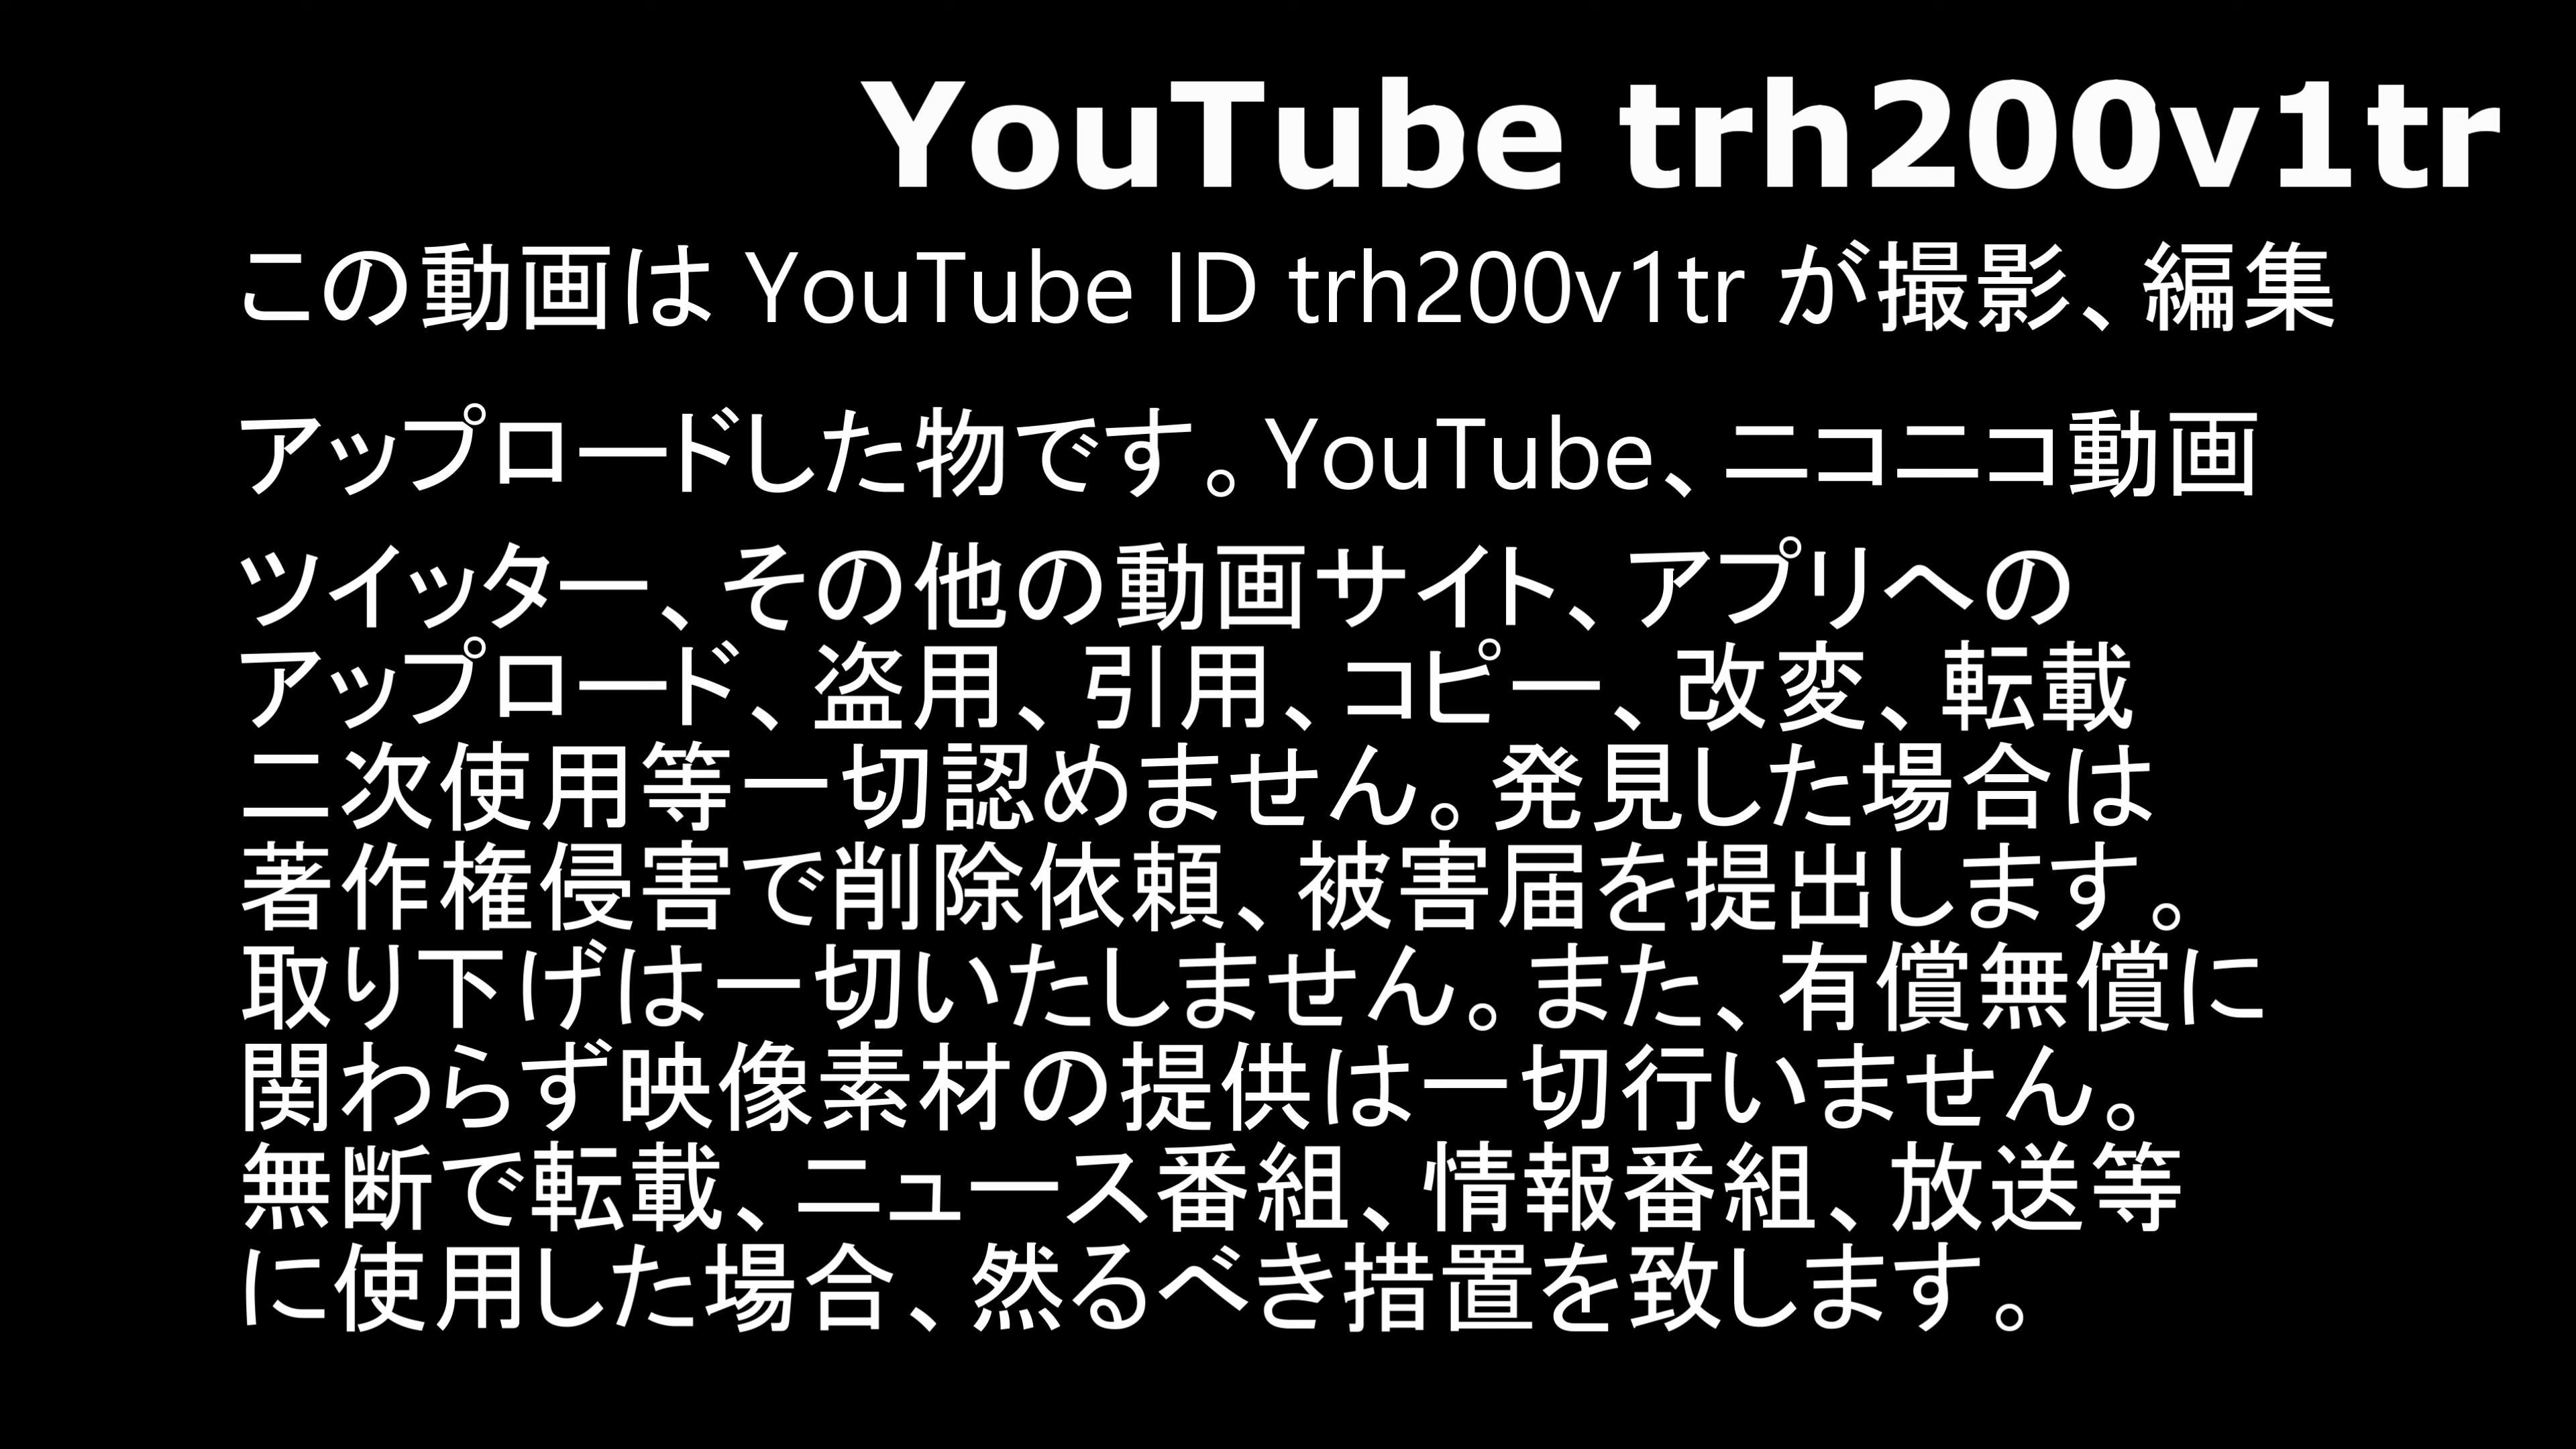 YouTube trh200v1tr
この動画は YouTube ID trh200v1tr が撮影、編集
アップロードした物です。YouTube、ニコニコ動画
ツイッター、その他の動画サイト、アプリへの
アップロード、盗用、引用、コピー、改変、転載
二次使用等一切認めません。発見した場合は
著作権侵害で削除依頼、被害届を提出します。
取り下げは一切いたしません。また、有償無償に
関わらず映像素材の提供は一切行いません。
無断で転載、ニュース番組、情報番組、放送等
に使用した場合、然るべき措置を致します。